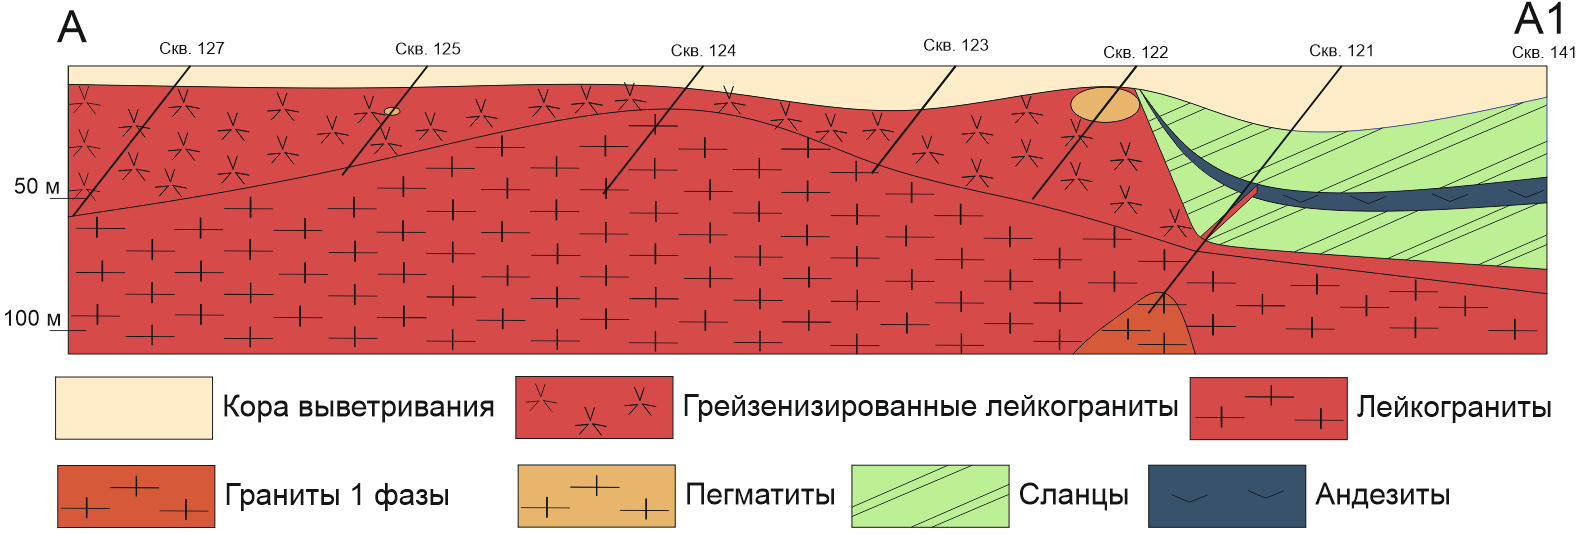 А А1
Скв. 127 Скв. 125 Скв. 124 Скв. 123 Скв. 122 Скв. 121 Скв. 141
50 м
100 м
Кора выветривания Грейзенизированные лейкограниты Лейкограниты
Граниты 1 фазы Пегматиты Сланцы Андезиты